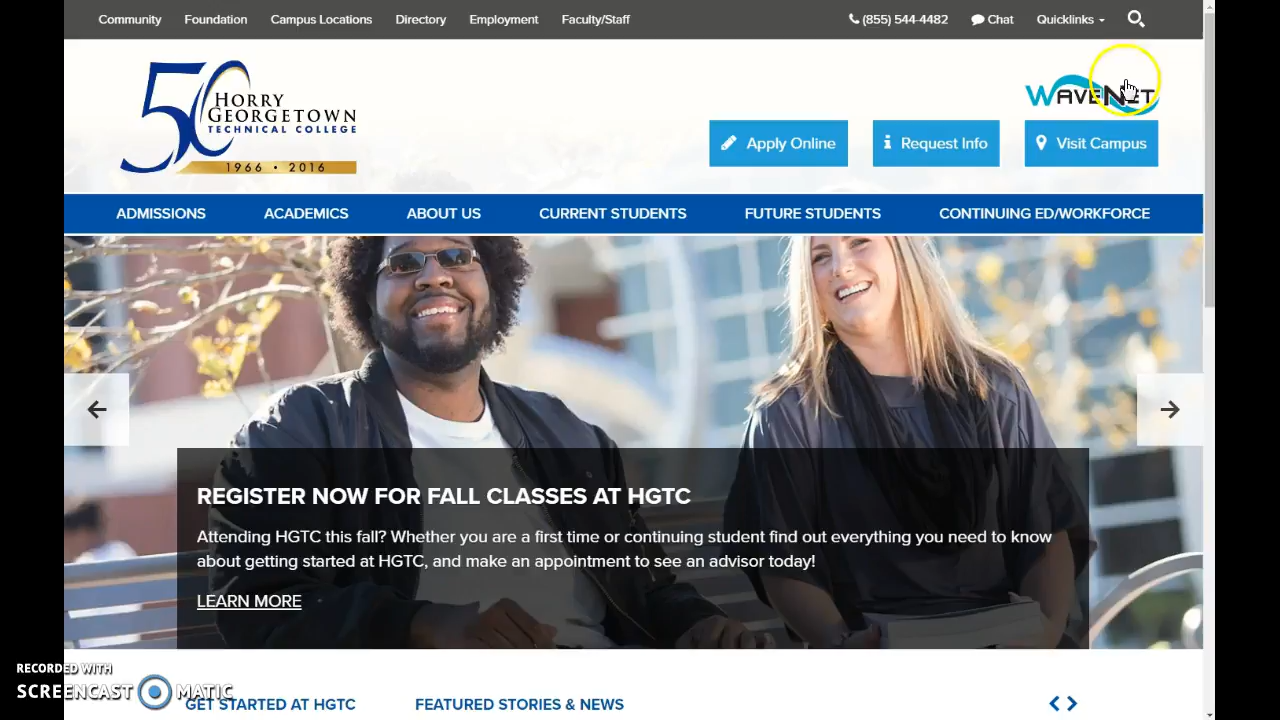 Community Foundation Campus Locations Directory Employment Faculty/Staff (855) 544-4482 Chat Quicklinks
50 HORRY
GEORGETOWN
TECHNICAL COLLEGE
1966 • 2016
WAVENET
Apply Online Request Info Visit Campus
ADMISSIONS ACADEMICS ABOUT US CURRENT STUDENTS FUTURE STUDENTS CONTINUING ED/WORKFORCE
REGISTER NOW FOR FALL CLASSES AT HGTC
Attending HGTC this fall? Whether you are a first time or continuing student find out everything you need to know
about getting started at HGTC, and make an appointment to see an advisor today!
LEARN MORE
RECORDED WITH
SCREENCAST MATIC
GET STARTED AT HGTC FEATURED STORIES & NEWS